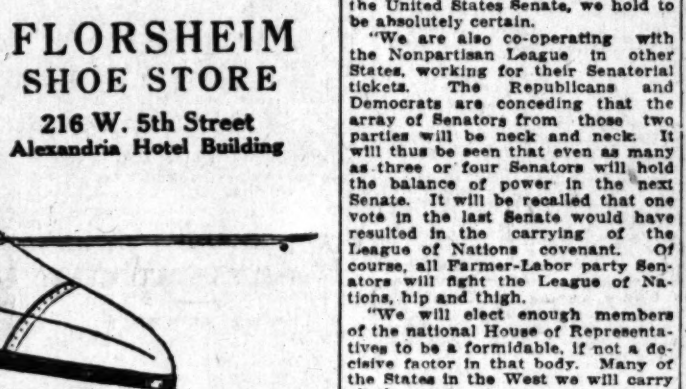 FLORSHEIM
SHOE STORE
216 W. 5th Street
Alexandria Hotel Building
the United States Senate, we hold to
be absolutely certain.
"We are also co-operating with
the Nonpartisan League in other
States, working for their Senatorial
tickets. The Republicans and
Democrats are conceding that the
array of Senators from those two
parties will be neck and neck. It
will thus be seen that even as many
as three or four Senators will hold
the balance of power in the next
Senate. It will be recalled that one
vote in the last Senate would have
resulted in the carrying of the
League of Nations covenant. Of
course, all Farmer-Labor party Sen-
ators will fight the League of Na-
tions, hip and thigh.
"We will elect enough members
of the national House of Representa-
tives to be a formidable, if not a de-
cisive factor in that body. Many of
the States in the West we will carry